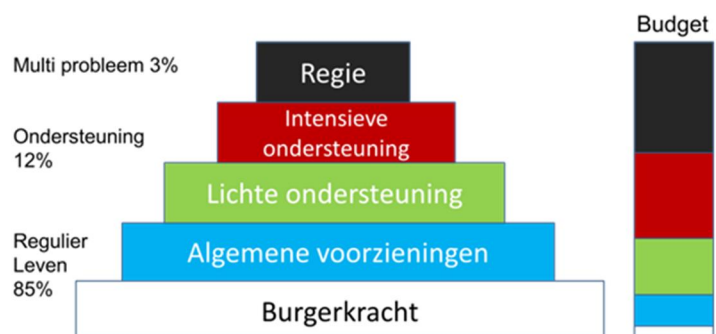 Budget
Multi probleem 3%
Regie
Ondersteuning
12%
Intensieve
ondersteuning
Lichte ondersteuning
Regulier
Leven
85%
Algemene voorzieningen
Burgerkracht